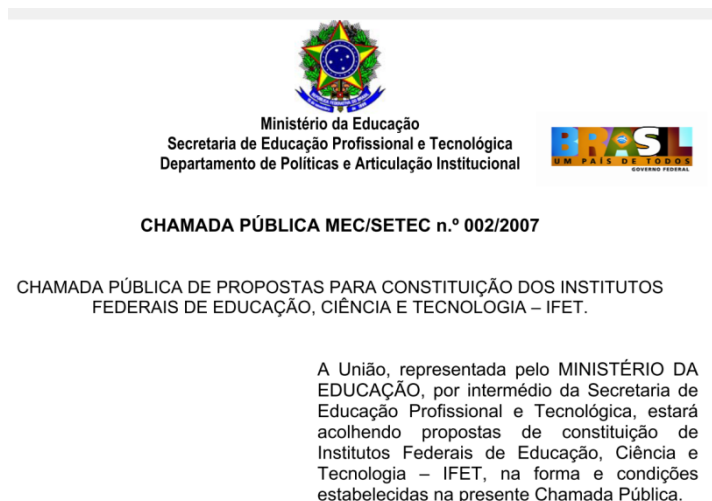 Ministério da Educação
Secretaria de Educação Profissional e Tecnológica
Departamento de Políticas e Articulação Institucional
BRASIL
UM PAÍS DE TODOS
GOVERNO FEDERAL
CHAMADA PÚBLICA MEC/SETEC n.º 002/2007
CHAMADA PÚBLICA DE PROPOSTAS PARA CONSTITUIÇÃO DOS INSTITUTOS
FEDERAIS DE EDUCAÇÃO, CIÊNCIA E TECNOLOGIA – IFET.
A União, representada pelo MINISTÉRIO DA
EDUCAÇÃO, por intermédio da Secretaria de
Educação Profissional e Tecnológica, estará
acolhendo propostas de constituição de
Institutos Federais de Educação, Ciência e
Tecnologia – IFET, na forma e condições
estabelecidas na presente Chamada Pública.